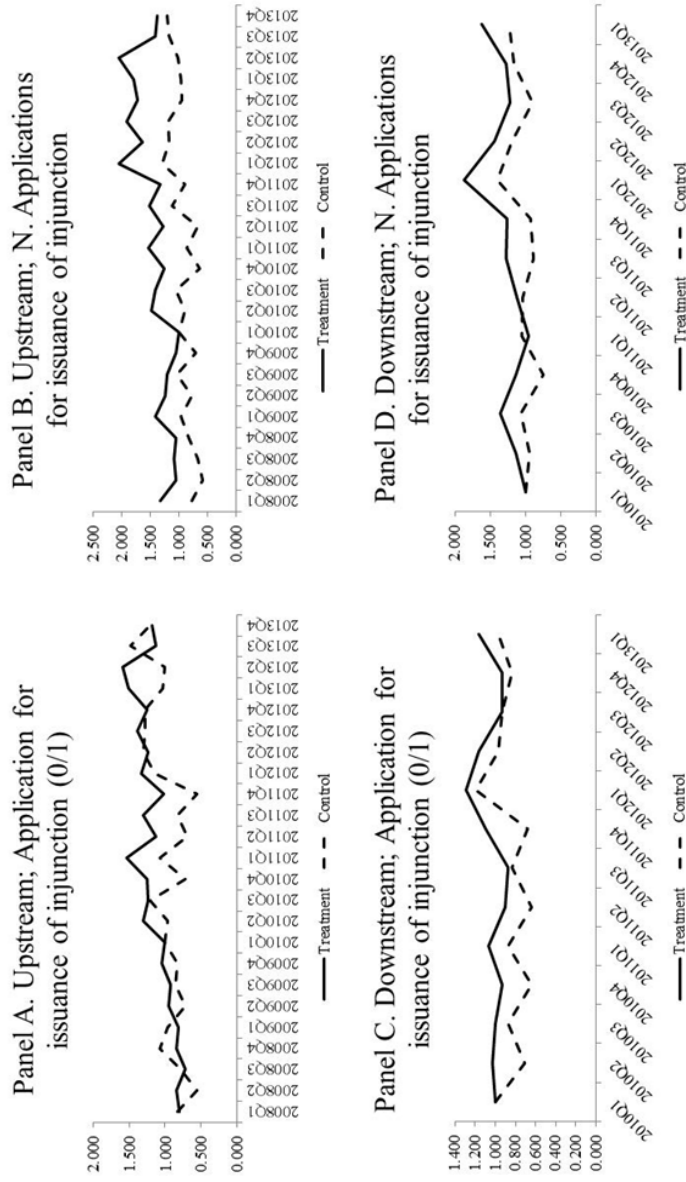 Panel A. Upstream; Application for
issuance of injunction (0/1)
2.000
1.500
1.000
0.500
0.000
2008Q1
2008Q2
2008Q3
2008Q4
2009Q1
2009Q2
2009Q3
2009Q4
2010Q1
2010Q2
2010Q3
2010Q4
2011Q1
2011Q2
2011Q3
2011Q4
2012Q1
2012Q2
2012Q3
2012Q4
2013Q1
2013Q2
2013Q3
2013Q4
Treatment Control
Panel B. Upstream; N. Applications
for issuance of injunction
2.500
2.000
1.500
1.000
0.500
0.000
2008Q1
2008Q2
2008Q3
2008Q4
2009Q1
2009Q2
2009Q3
2009Q4
2010Q1
2010Q2
2010Q3
2010Q4
2011Q1
2011Q2
2011Q3
2011Q4
2012Q1
2012Q2
2012Q3
2012Q4
2013Q1
2013Q2
2013Q3
2013Q4
Treatment Control
Panel C. Downstream; Application for
issuance of injunction (0/1)
1.400
1.200
1.000
0.800
0.600
0.400
0.200
0.000
2010Q1
2010Q2
2010Q3
2010Q4
2011Q1
2011Q2
2011Q3
2011Q4
2012Q1
2012Q2
2012Q3
2012Q4
2013Q1
Treatment Control
Panel D. Downstream; N. Applications
for issuance of injunction
2.000
1.500
1.000
0.500
0.000
2010Q1
2010Q2
2010Q3
2010Q4
2011Q1
2011Q2
2011Q3
2011Q4
2012Q1
2012Q2
2012Q3
2012Q4
2013Q1
Treatment Control